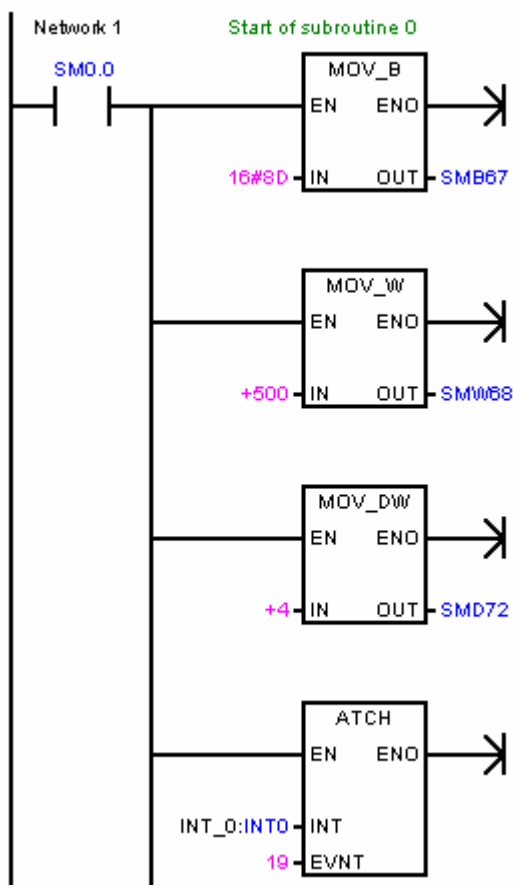 Network 1 Start of subroutine 0
SM0.0
MOV_B
EN ENO
16#8D IN OUT SMB67
MOV_W
EN ENO
+500 IN OUT SMW68
MOV_DW
EN ENO
+4 IN OUT SMD72
ATCH
EN ENO
INT_0:INT0 INT
19 EVNT